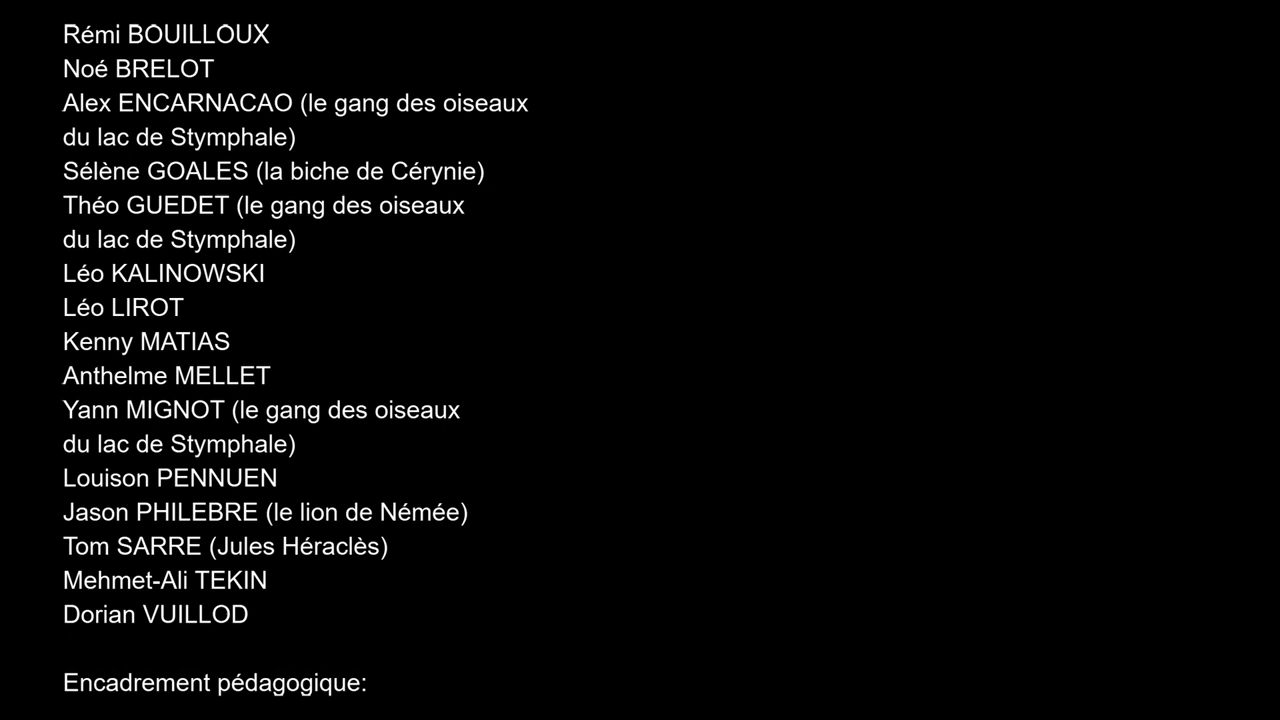 Rémi BOUILLOUX
Noé BRELOT
Alex ENCARNACAO (le gang des oiseaux
du lac de Stymphale)
Sélène GOALES (la biche de Cérynie)
Théo GUEDET (le gang des oiseaux
du lac de Stymphale)
Léo KALINOWSKI
Léo LIROT
Kenny MATIAS
Anthelme MELLET
Yann MIGNOT (le gang des oiseaux
du lac de Stymphale)
Louison PENNUEN
Jason PHILEBRE (le lion de Némée)
Tom SARRE (Jules Héraclès)
Mehmet-Ali TEKIN
Dorian VUILLOD
Encadrement pédagogique: